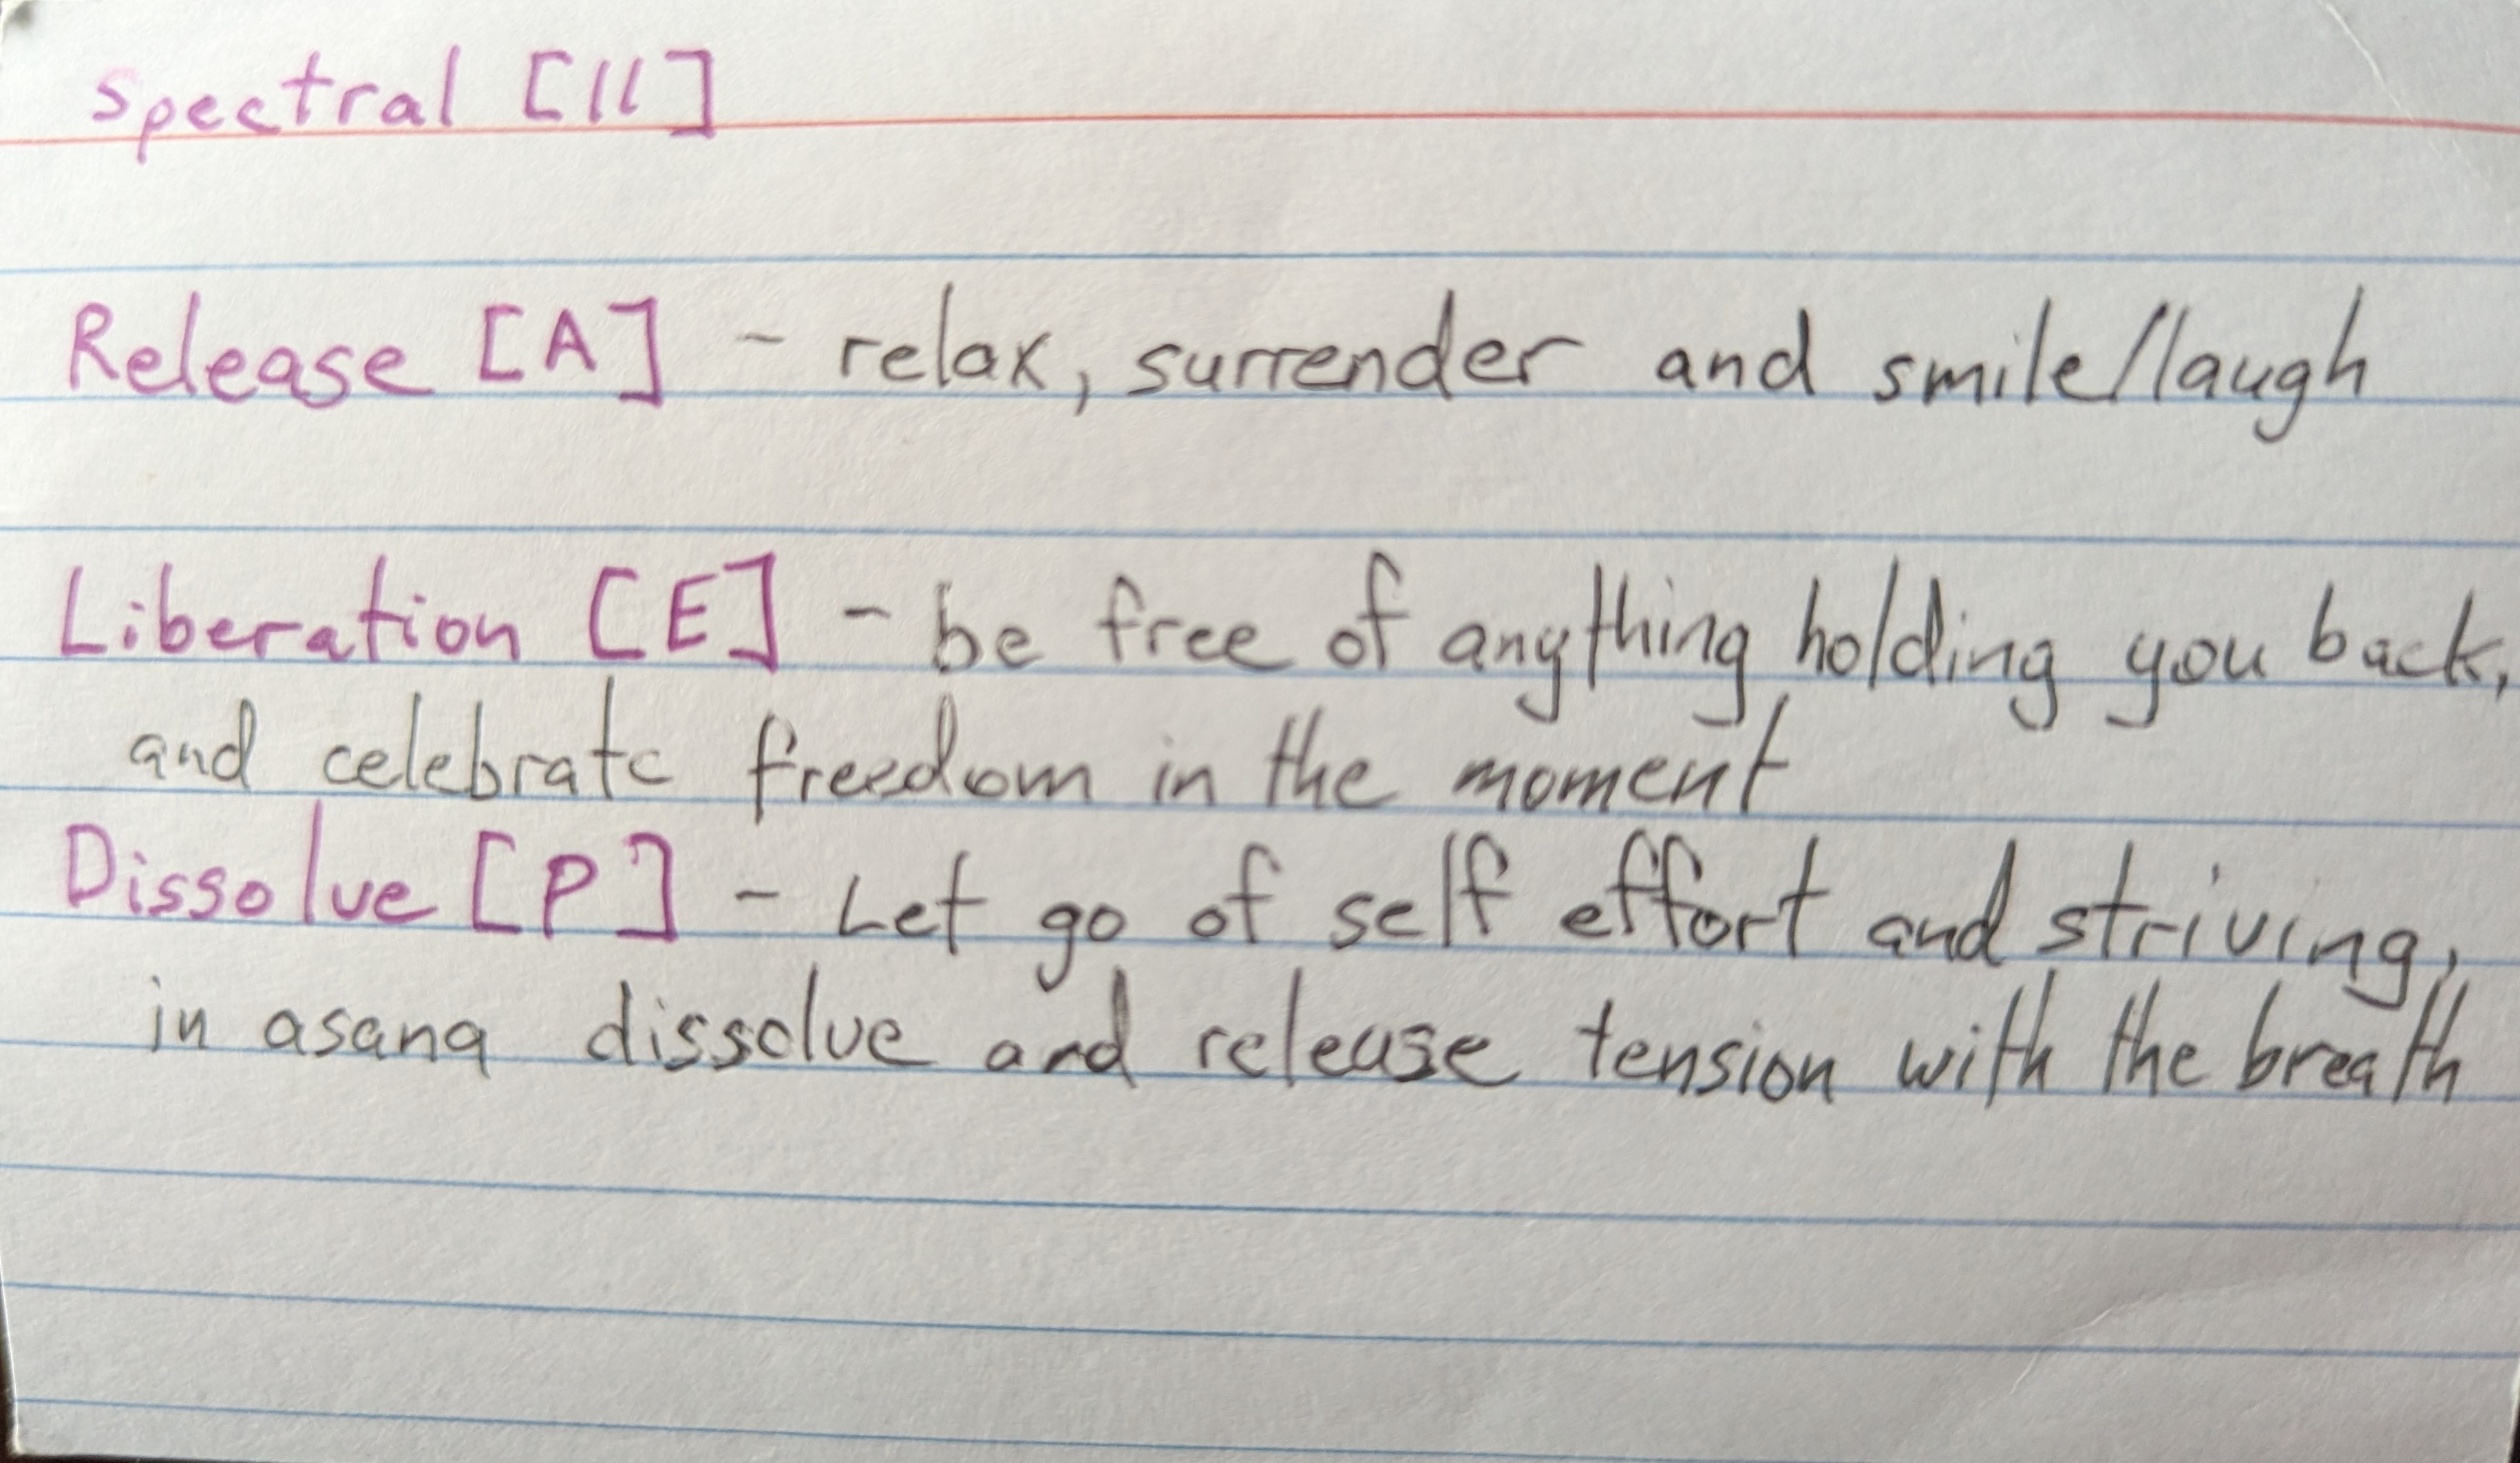 Spectral [11]
Release [A] - relax, surrender and smile/laugh
Liberation [E] - be free of anything holding you back,
and celebrate freedom in the moment
Dissolve [P] - Let go of self effort and striving,
in asana dissolve and release tension with the breath